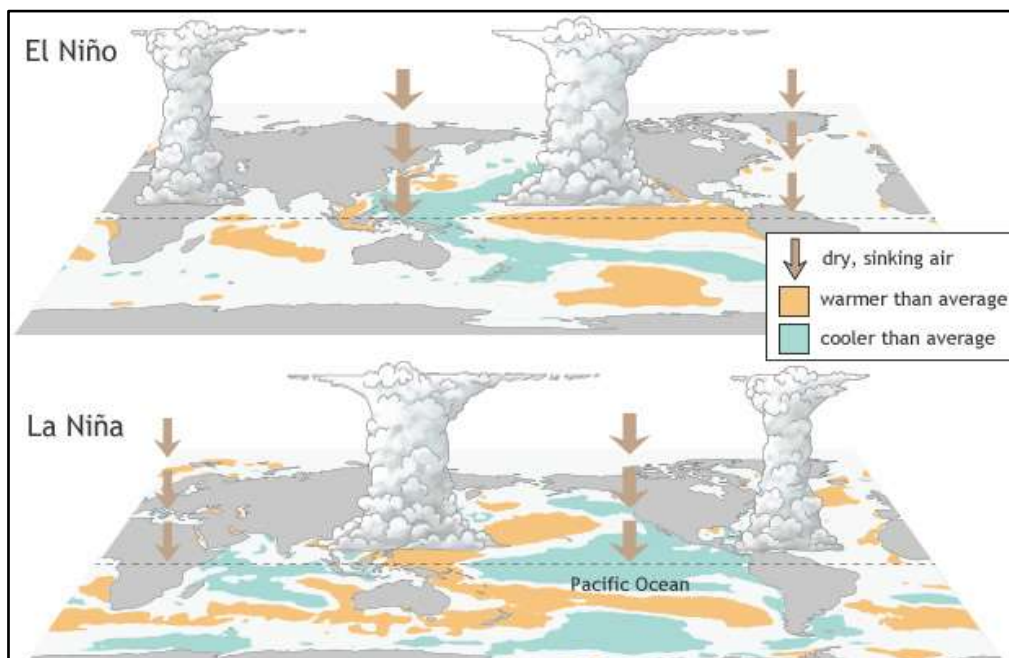 El Niño
dry, sinking air
warmer than average
cooler than average
La Niña
Pacific Ocean